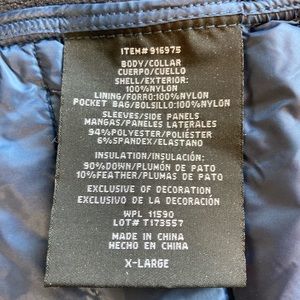 ITEM#916975
BODY/COLLAR
CUERPO/CUELLO
SHELL/EXTERIOR:
100%NYLON
LINING/FORRO:100%NYLON
POCKET BAG/BOLSILLO:100%NYLON
SLEEVES/SIDE PANELS
MANGAS/PANELES LATERALES
94%POLYESTER/POLIÉSTER
6%SPANDEX/ELASTANO
INSULATION/INSULACIÓN:
90%DOWN/PLUMÓN DE PATO
10%FEATHER/PLUMAS DE PATO
EXCLUSIVE OF DECORATION
EXCLUSIVO DE LA DECORACIÓN
WPL 11590
LOT# T173557
MADE IN CHINA
HECHO EN CHINA
X-LARGE